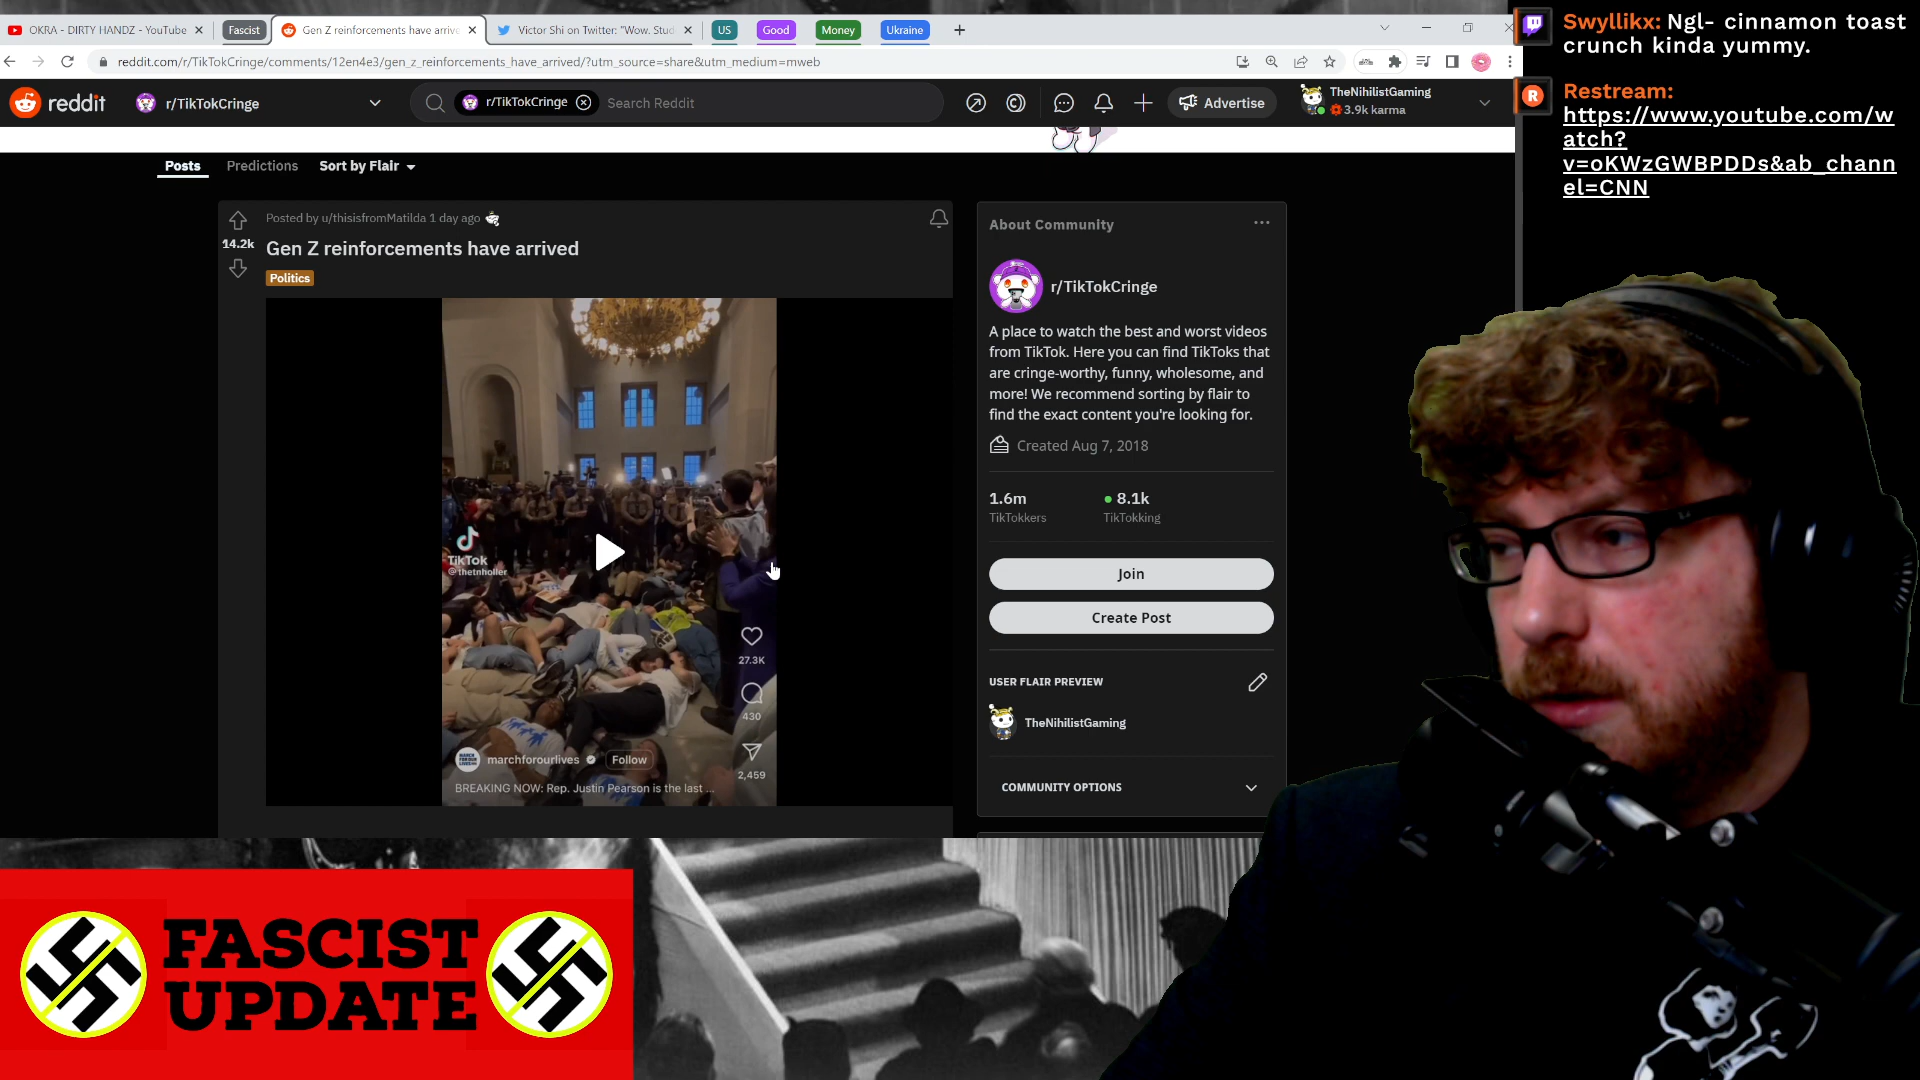 OKRA - DIRTY HANDZ - YouTube
Fascist
Gen Z reinforcements have arriv
Victor Shi on Twitter: "Wow. Stud
US
Good
Money
Ukraine
reddit.com/r/TikTokCringe/comments/12en4e3/gen_z_reinforcements_have_arrived/?utm_source=share&utm_medium=mweb
reddit
r/TikTokCringe
r/TikTokCringe
Search Reddit
Advertise
TheNihilistGaming
3.9k karma
Posts
Predictions
Sort by Flair
Posted by u/thisisfromMatilda 1 day ago
14.2k
Gen Z reinforcements have arrived
Politics
TikTok
@thetnholler
27.3K
430
2,459
marchforourlives
Follow
BREAKING NOW: Rep. Justin Pearson is the last ...
About Community
r/TikTokCringe
A place to watch the best and worst videos
from TikTok. Here you can find TikToks that
are cringe-worthy, funny, wholesome, and
more! We recommend sorting by flair to
find the exact content you're looking for.
Created Aug 7, 2018
1.6m
TikTokkers
8.1k
TikTokking
Join
Create Post
USER FLAIR PREVIEW
TheNihilistGaming
COMMUNITY OPTIONS
Swyllikx: Ngl- cinnamon toast
crunch kinda yummy.
Restream:
https://www.youtube.com/w
atch?
v=oKWzGWBPDDs&ab_chann
el=CNN
FASCIST
UPDATE